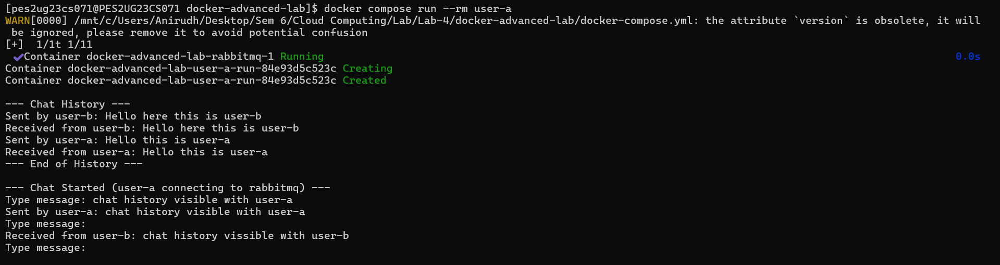 [pes2ug23cs071@PES2UG23CS071 docker-advanced-lab]$ docker compose run --rm user-a
WARN[0000] /mnt/c/Users/Anirudh/Desktop/Sem 6/Cloud Computing/Lab/Lab-4/docker-advanced-lab/docker-compose.yml: the attribute `version` is obsolete, it will
 be ignored, please remove it to avoid potential confusion
[+]  1/1t 1/11
 ✔Container docker-advanced-lab-rabbitmq-1 Running 0.0s
Container docker-advanced-lab-user-a-run-84e93d5c523c Creating
Container docker-advanced-lab-user-a-run-84e93d5c523c Created
--- Chat History ---
Sent by user-b: Hello here this is user-b
Received from user-b: Hello here this is user-b
Sent by user-a: Hello this is user-a
Received from user-a: Hello this is user-a
--- End of History ---
--- Chat Started (user-a connecting to rabbitmq) ---
Type message: chat history visible with user-a
Sent by user-a: chat history visible with user-a
Type message:
Received from user-b: chat history vissible with user-b
Type message: